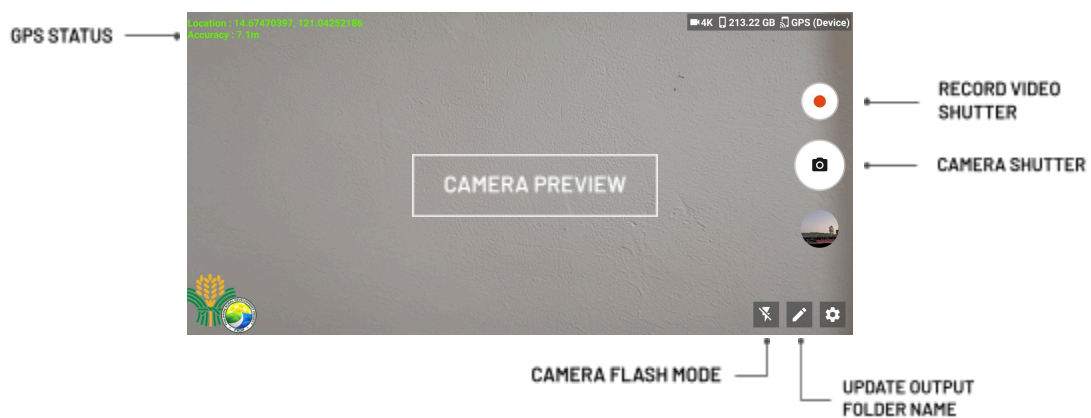 Location : 14.67470397, 121.04252186
Accuracy : 7.1m
4K 213.22 GB GPS (Device)
GPS STATUS
RECORD VIDEO
SHUTTER
CAMERA SHUTTER
CAMERA PREVIEW
CAMERA FLASH MODE
UPDATE OUTPUT
FOLDER NAME